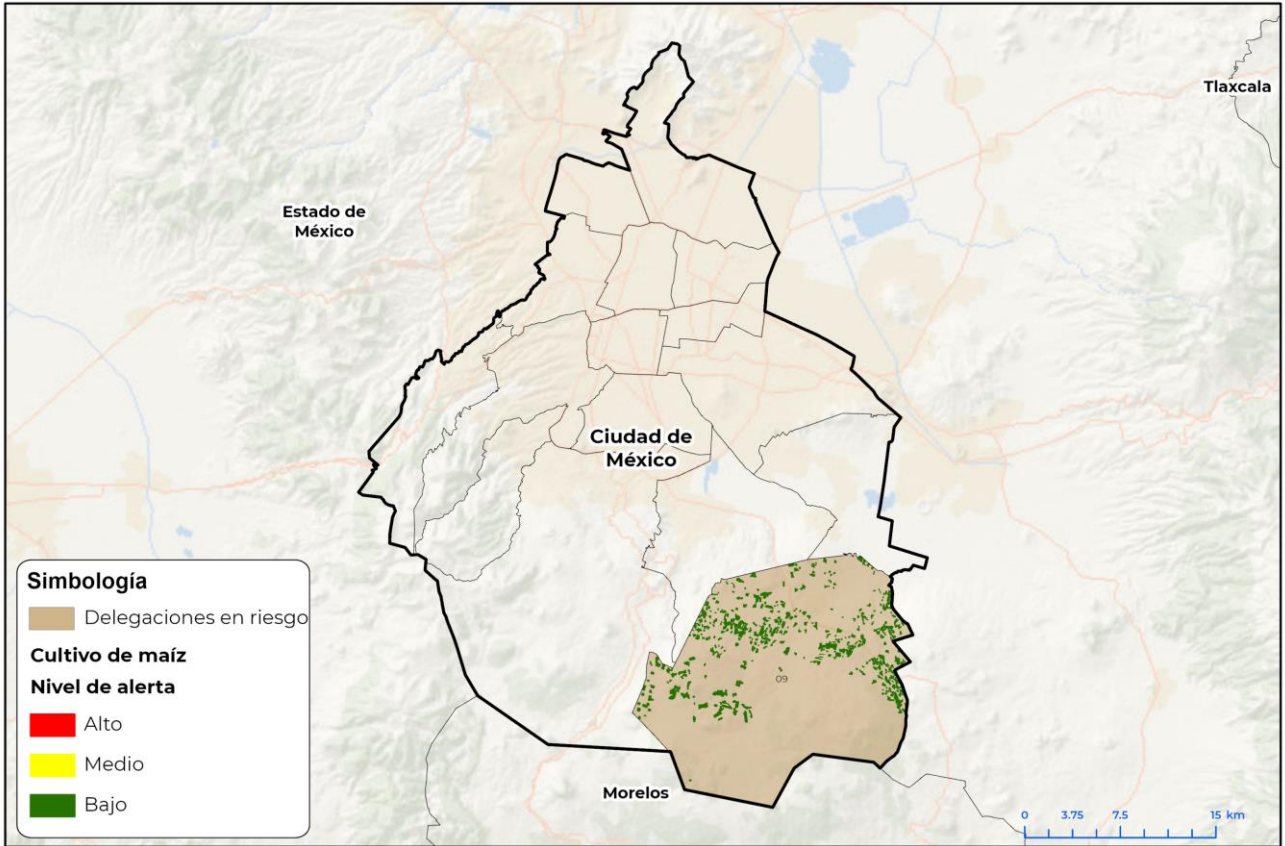 Tlaxcala
Estado de
México
Ciudad de
México
09
Morelos
Simbología
Delegaciones en riesgo
Cultivo de maíz
Nivel de alerta
Alto
Medio
Bajo
0 3.75 7.5 15 km